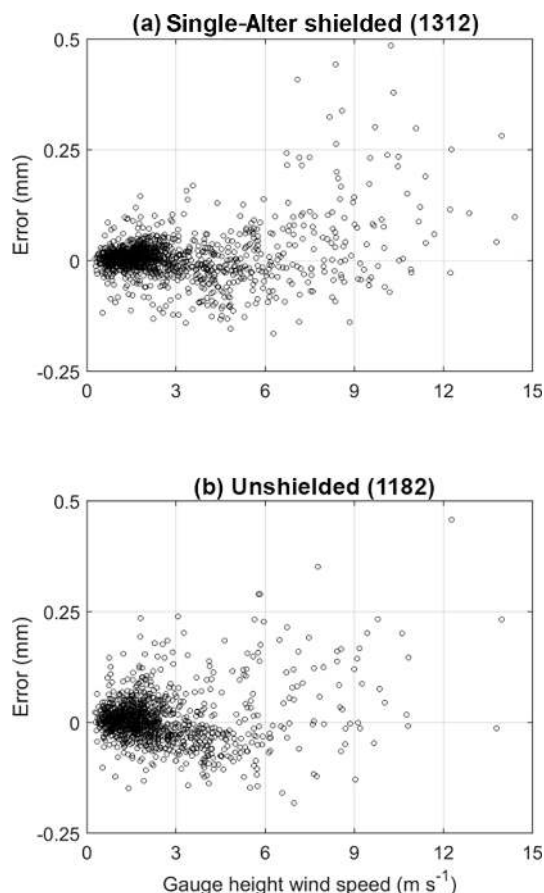 (a) Single-Alter shielded (1312)
0.5
0.25
0
-0.25
Error (mm)
0 3 6 9 12 15
(b) Unshielded (1182)
0.5
0.25
0
-0.25
Error (mm)
0 3 6 9 12 15
Gauge height wind speed (m s⁻¹)